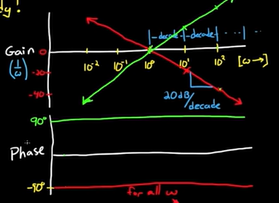 y!
Gain
(1/ω)
0
-20
-40
10⁻² 10⁻¹ 10⁰ 10¹ 10² [ω→]
|-decade-|-decade-|
20dB/
decade
90°
Phase
-90°
for all ω